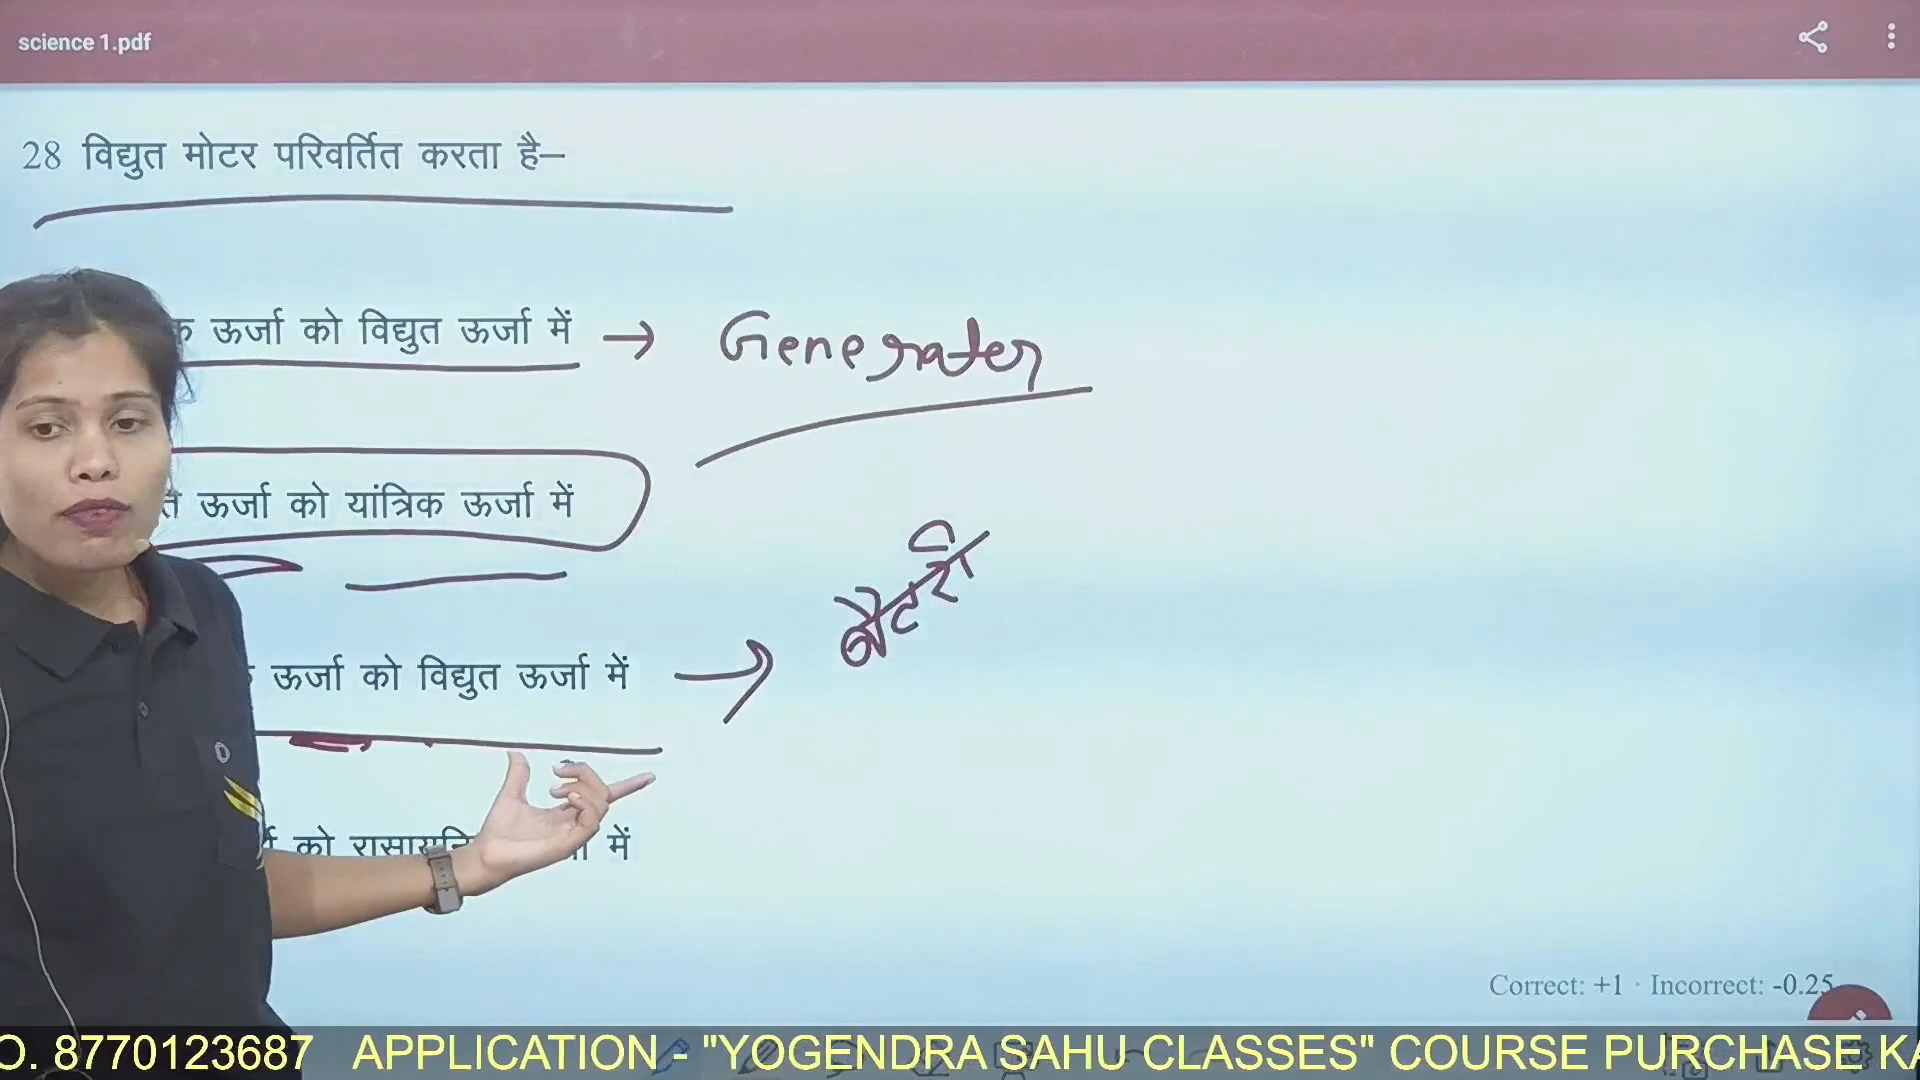 science 1.pdf
28 विद्युत मोटर परिवर्तित करता है–
ऊर्जा को विद्युत ऊर्जा में → Generater
ऊर्जा को यांत्रिक ऊर्जा में
बैटरी
ऊर्जा को विद्युत ऊर्जा में →
को में
Correct: +1 · Incorrect: -0.25
O. 8770123687 APPLICATION - "YOGENDRA SAHU CLASSES" COURSE PURCHASE KA